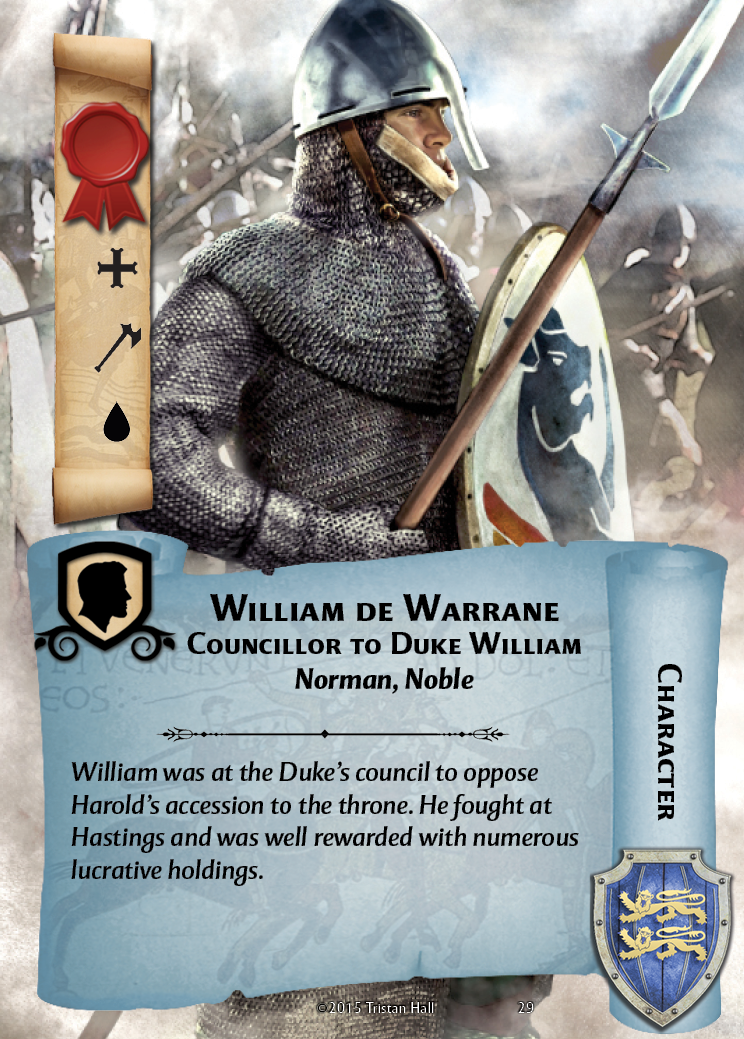 William de Warrane
Councillor to Duke William
Norman, Noble
William was at the Duke's council to oppose
Harold's accession to the throne. He fought at
Hastings and was well rewarded with numerous
lucrative holdings.
Character
©2015 Tristan Hall 29